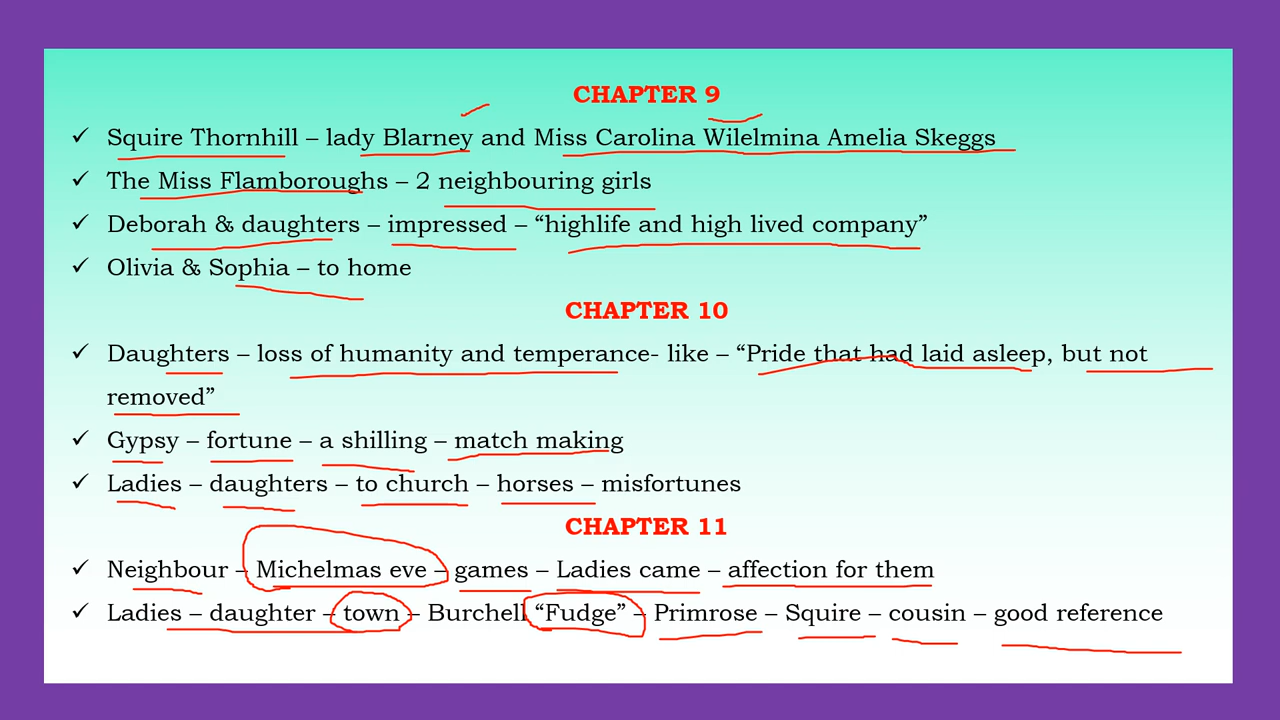 CHAPTER 9
✓ Squire Thornhill – lady Blarney and Miss Carolina Wilelmina Amelia Skeggs
✓ The Miss Flamboroughs – 2 neighbouring girls
✓ Deborah & daughters – impressed – “highlife and high lived company”
✓ Olivia & Sophia – to home
CHAPTER 10
✓ Daughters – loss of humanity and temperance- like – “Pride that had laid asleep, but not
removed”
✓ Gypsy – fortune – a shilling – match making
✓ Ladies – daughters – to church – horses – misfortunes
CHAPTER 11
✓ Neighbour – Michelmas eve – games – Ladies came – affection for them
✓ Ladies – daughter – town – Burchell “Fudge” – Primrose – Squire – cousin – good reference